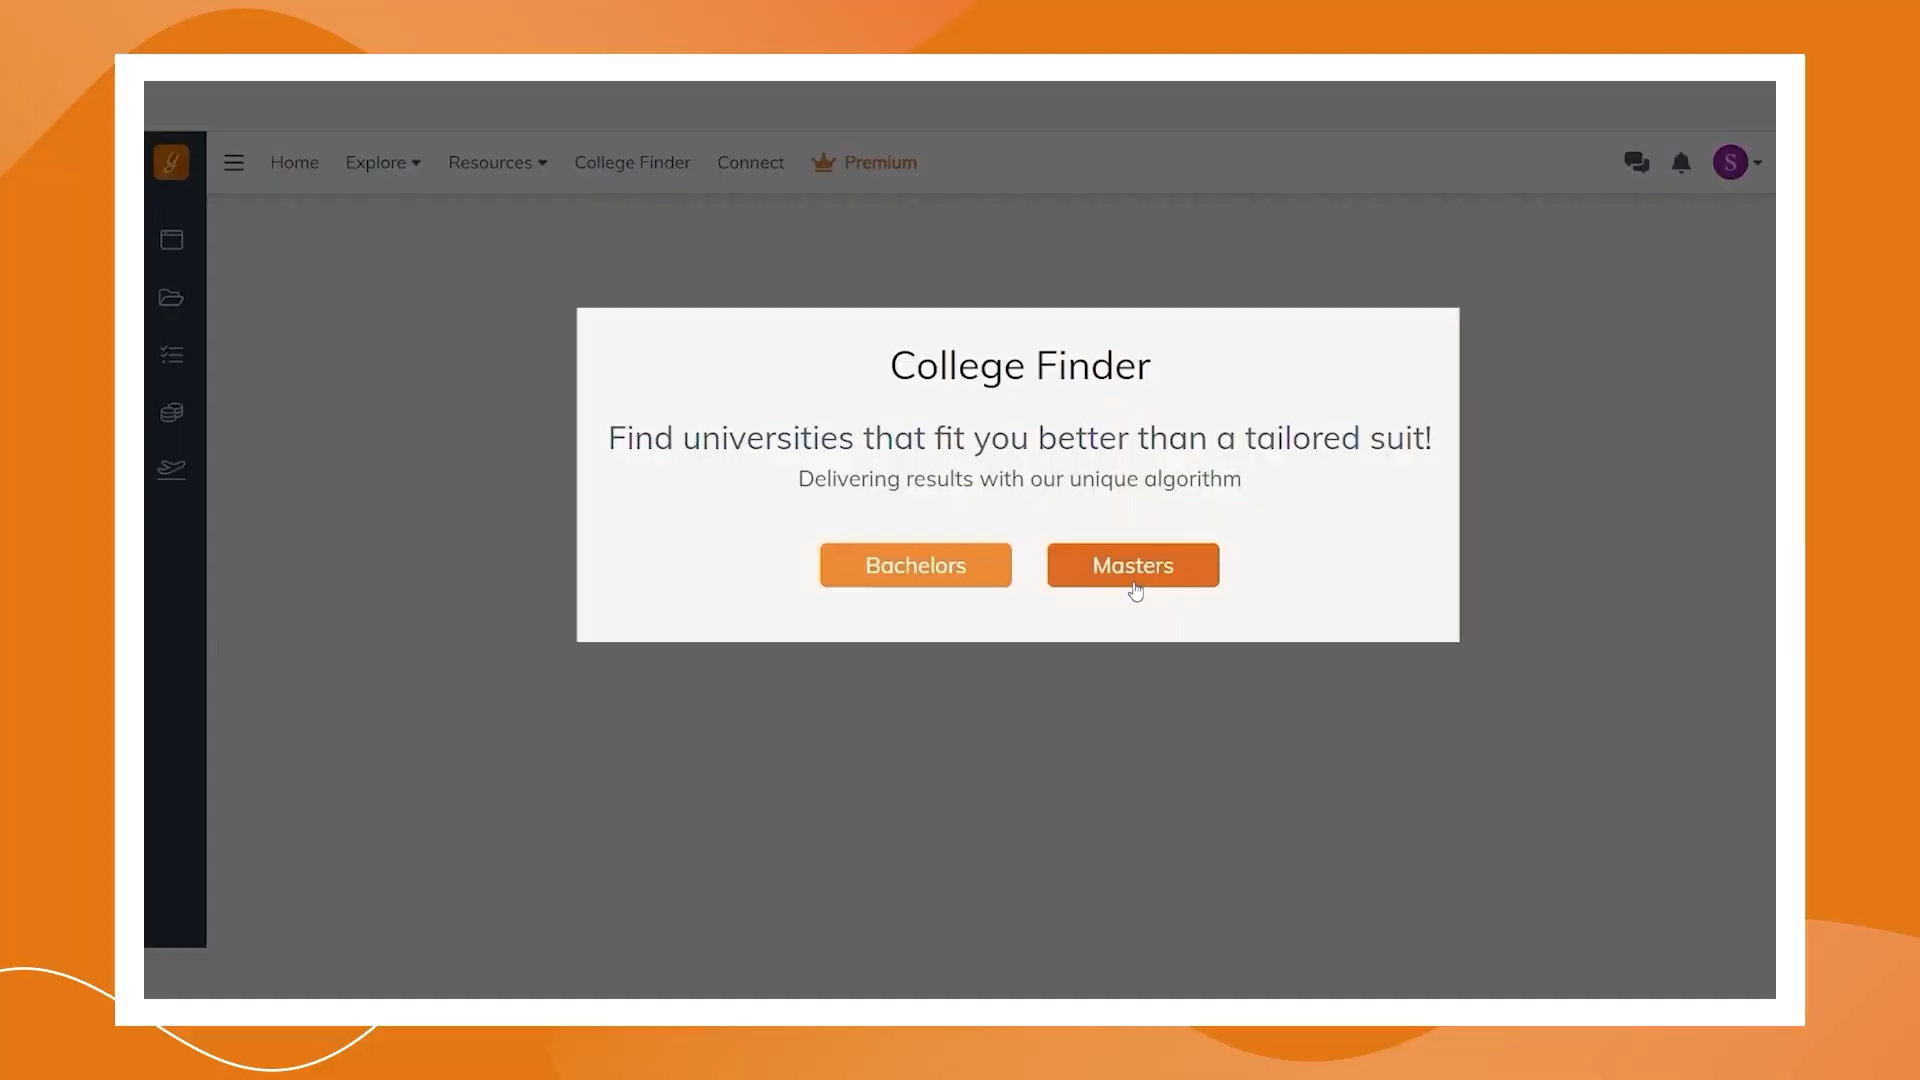 y
Home Explore Resources College Finder Connect Premium S
College Finder
Find universities that fit you better than a tailored suit!
Delivering results with our unique algorithm
Bachelors Masters